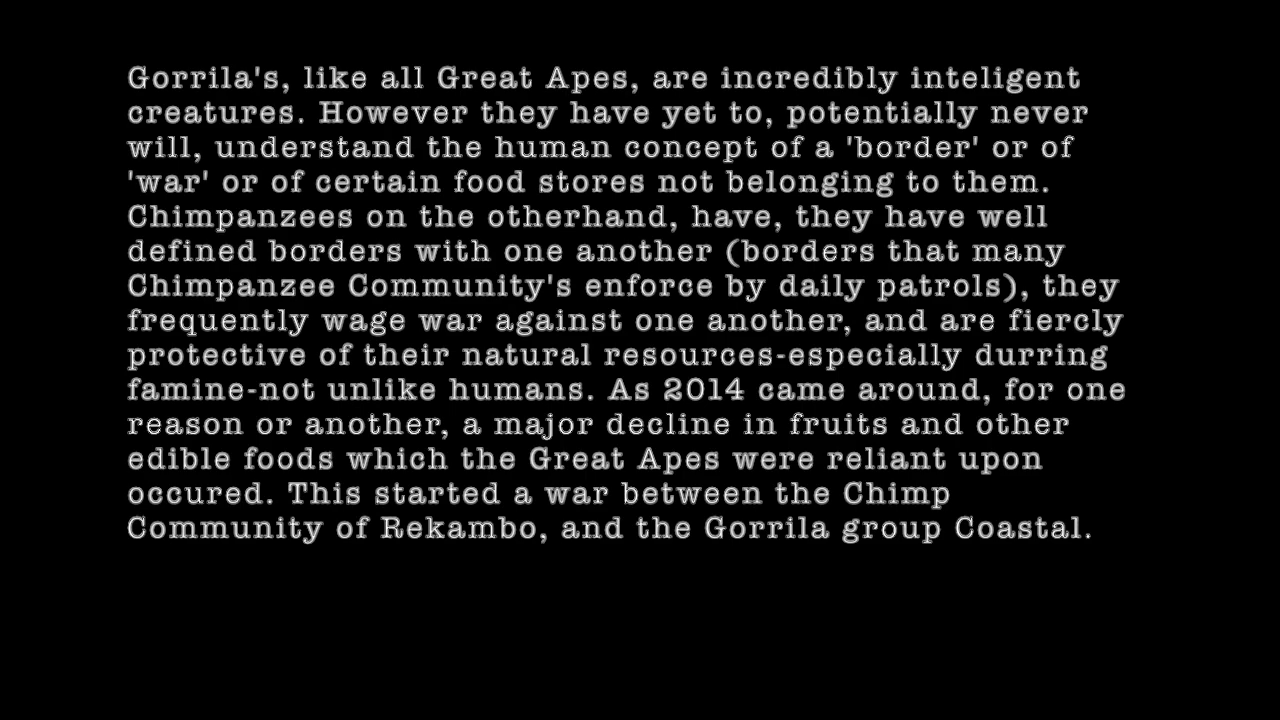 Gorrila's, like all Great Apes, are incredibly inteligent
creatures. However they have yet to, potentially never
will, understand the human concept of a 'border' or of
'war' or of certain food stores not belonging to them.
Chimpanzees on the otherhand, have, they have well
defined borders with one another (borders that many
Chimpanzee Community's enforce by daily patrols), they
frequently wage war against one another, and are fiercly
protective of their natural resources-especially durring
famine-not unlike humans. As 2014 came around, for one
reason or another, a major decline in fruits and other
edible foods which the Great Apes were reliant upon
occured. This started a war between the Chimp
Community of Rekambo, and the Gorrila group Coastal.